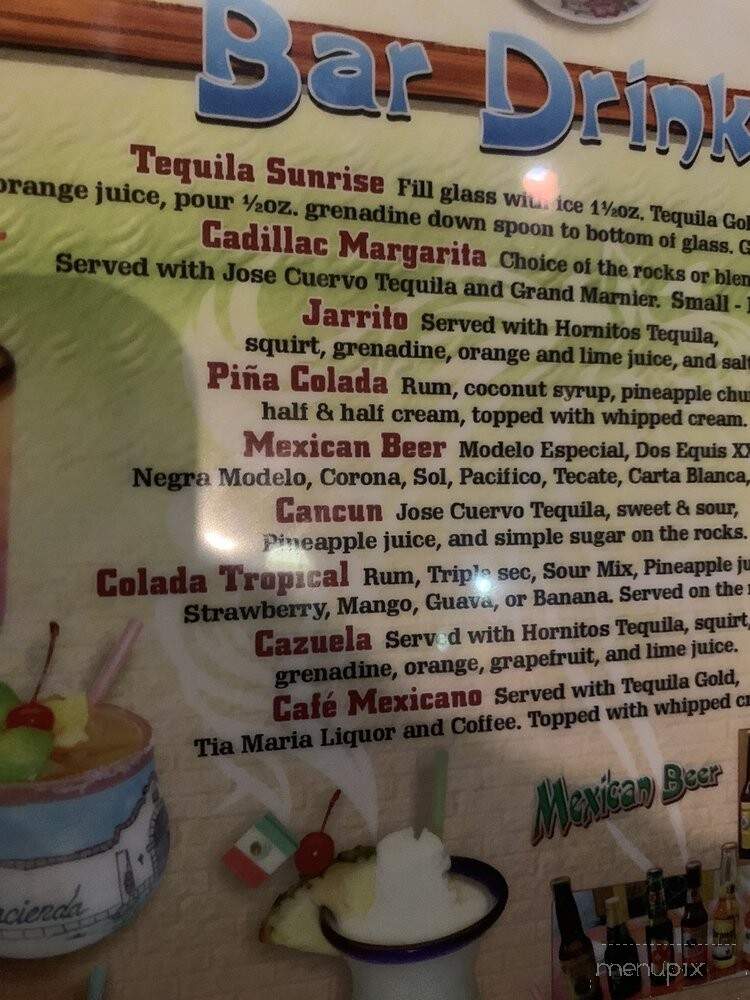 Bar Drink
Tequila Sunrise Fill glass with ice 1½oz. Tequila Gol
orange juice, pour ½oz. grenadine down spoon to bottom of glass. G
Cadillac Margarita Choice of the rocks or blen
Served with Jose Cuervo Tequila and Grand Marnier. Small -
Jarrito Served with Hornitos Tequila,
squirt, grenadine, orange and lime juice, and salt
Piña Colada Rum, coconut syrup, pineapple chu
half & half cream, topped with whipped cream.
Mexican Beer Modelo Especial, Dos Equis XX
Negra Modelo, Corona, Sol, Pacifico, Tecate, Carta Blanca,
Cancun Jose Cuervo Tequila, sweet & sour,
Pineapple juice, and simple sugar on the rocks.
Colada Tropical Rum, Triple sec, Sour Mix, Pineapple ju
Strawberry, Mango, Guava, or Banana. Served on the r
Cazuela Served with Hornitos Tequila, squirt,
grenadine, orange, grapefruit, and lime juice.
Café Mexicano Served with Tequila Gold,
Tia Maria Liquor and Coffee. Topped with whipped cr
Mexican Beer
acienda
menupix